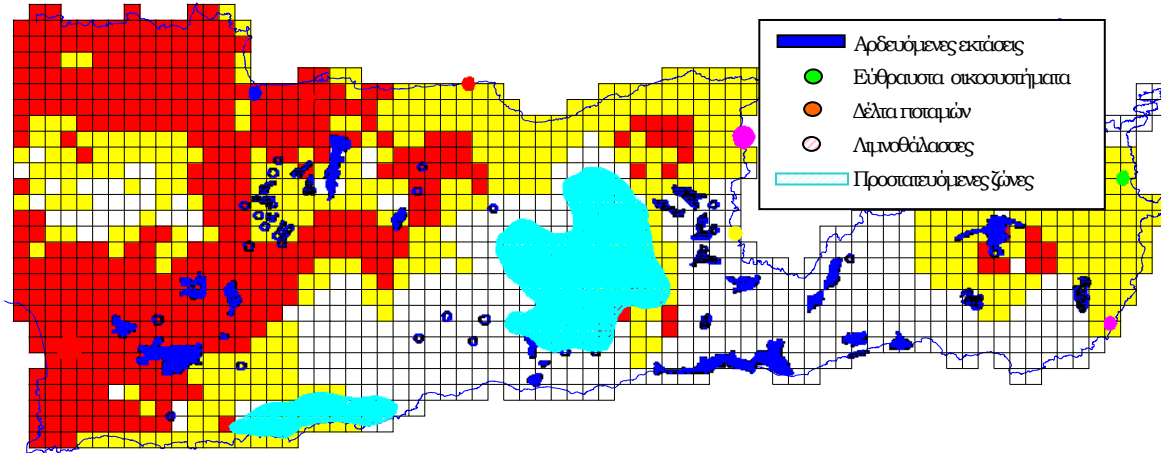 Αρδευόμενες εκτάσεις
Εύθραυστα οικοσυστήματα
Δέλτα ποταμών
Λιμνοθάλασσες
Προστατευόμενες ζώνες